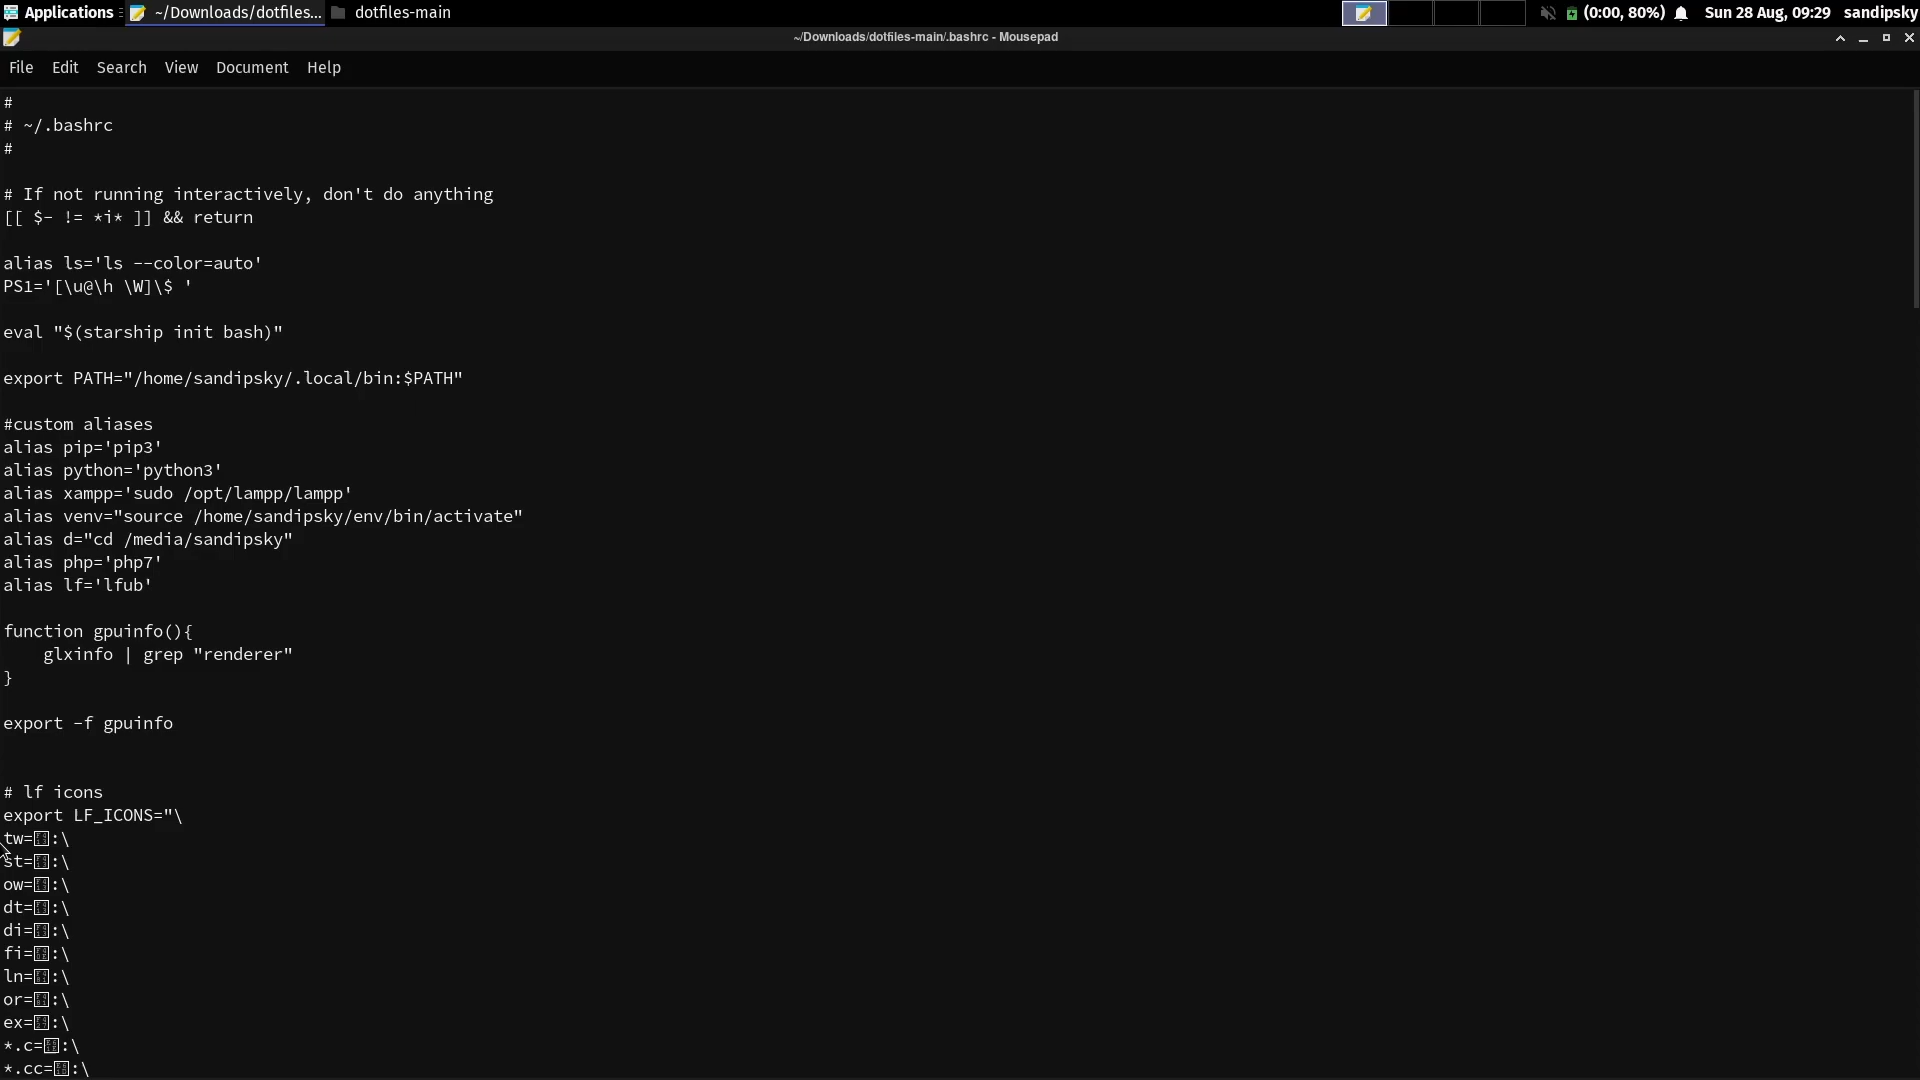 Applications ~/Downloads/dotfiles... dotfiles-main (0:00, 80%) Sun 28 Aug, 09:29 sandipsky
~/Downloads/dotfiles-main/.bashrc - Mousepad
File Edit Search View Document Help
#
# ~/.bashrc
#
# If not running interactively, don't do anything
[[ $- != *i* ]] && return
alias ls='ls --color=auto'
PS1='[\u@\h \W]\$ '
eval "$(starship init bash)"
export PATH="/home/sandipsky/.local/bin:$PATH"
#custom aliases
alias pip='pip3'
alias python='python3'
alias xampp='sudo /opt/lampp/lampp'
alias venv="source /home/sandipsky/env/bin/activate"
alias d="cd /media/sandipsky"
alias php='php7'
alias lf='lfub'
function gpuinfo(){
    glxinfo | grep "renderer"
}
export -f gpuinfo
# lf icons
export LF_ICONS="\
tw=:\
st=:\
ow=:\
dt=:\
di=:\
fi=:\
ln=:\
or=:\
ex=:\
*.c=:\
*.cc=:\